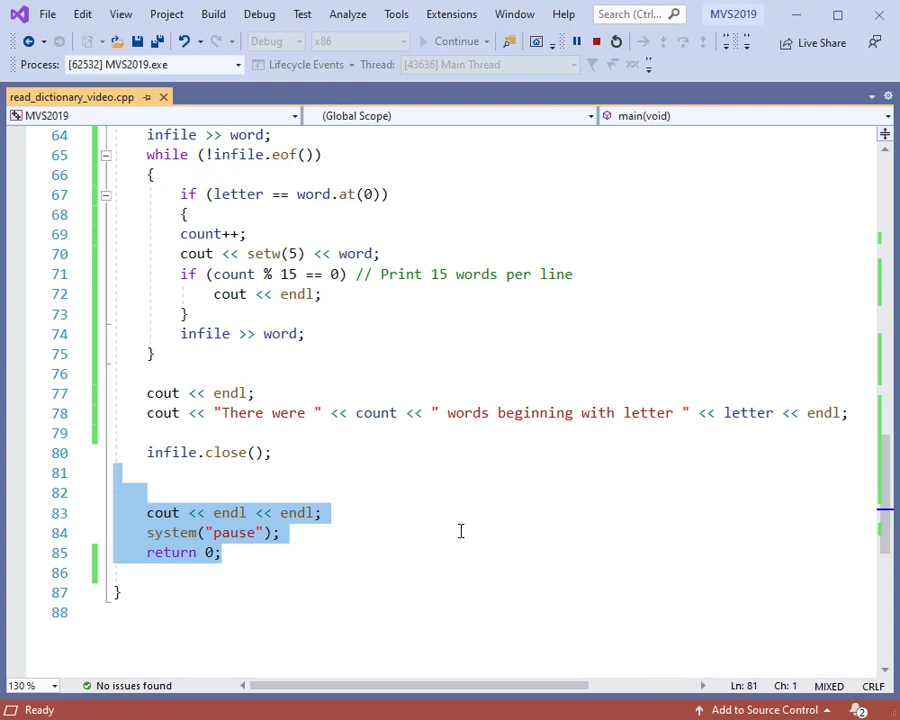 File Edit View Git Project Build Debug Test Analyze Tools Extensions Window Help Search (Ctrl... MVS2019
Debug x86 Continue Live Share
Process: [62532] MVS2019.exe Lifecycle Events Thread: [43636] Main Thread
read_dictionary_video.cpp
MVS2019 (Global Scope) main(void)
64 infile >> word;
65 while (!infile.eof())
66 {
67 if (letter == word.at(0))
68 {
69 count++;
70 cout << setw(5) << word;
71 if (count % 15 == 0) // Print 15 words per line
72 cout << endl;
73 }
74 infile >> word;
75 }
76
77 cout << endl;
78 cout << "There were " << count << " words beginning with letter " << letter << endl;
79
80 infile.close();
81
82
83 cout << endl << endl;
84 system("pause");
85 return 0;
86
87 }
88
130 % No issues found Ln: 81 Ch: 1 MIXED CRLF
Ready Add to Source Control 2